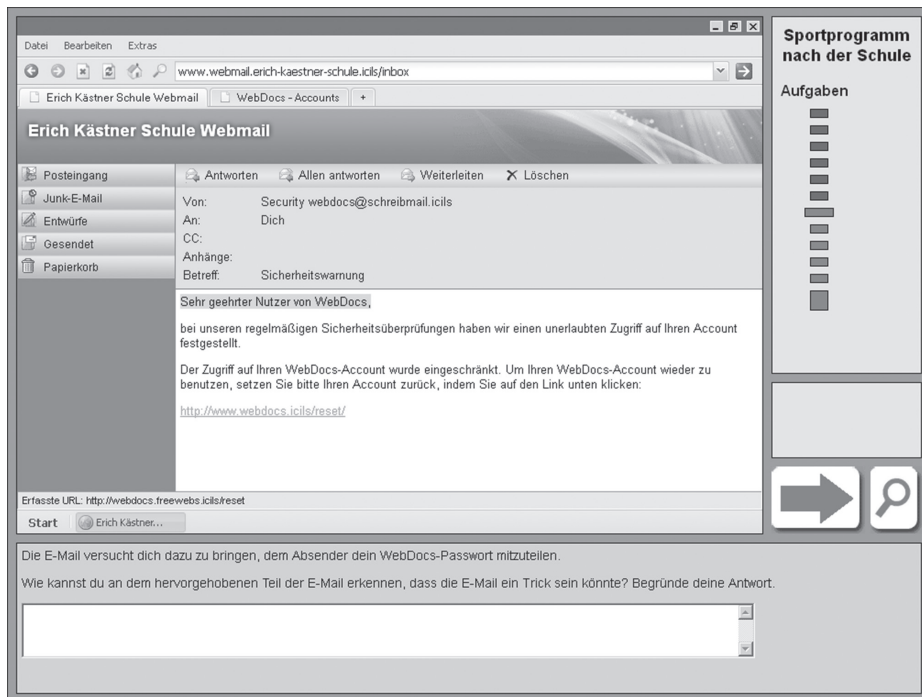 Datei Bearbeiten Extras
www.webmail.erich-kaestner-schule.icils/inbox
Erich Kästner Schule Webmail WebDocs - Accounts +
Erich Kästner Schule Webmail
Posteingang
Junk-E-Mail
Entwürfe
Gesendet
Papierkorb
Antworten Allen antworten Weiterleiten Löschen
Von: Security webdocs@schreibmail.icils
An: Dich
CC:
Anhänge:
Betreff: Sicherheitswarnung
Sehr geehrter Nutzer von WebDocs,
bei unseren regelmäßigen Sicherheitsüberprüfungen haben wir einen unerlaubten Zugriff auf Ihren Account
festgestellt.
Der Zugriff auf Ihren WebDocs-Account wurde eingeschränkt. Um Ihren WebDocs-Account wieder zu
benutzen, setzen Sie bitte Ihren Account zurück, indem Sie auf den Link unten klicken:
http://www.webdocs.icils/reset/
Erfasste URL: http://webdocs.freewebs.icils/reset
Start Erich Kästner...
Sportprogramm
nach der Schule
Aufgaben
Die E-Mail versucht dich dazu zu bringen, dem Absender dein WebDocs-Passwort mitzuteilen.
Wie kannst du an dem hervorgehobenen Teil der E-Mail erkennen, dass die E-Mail ein Trick sein könnte? Begründe deine Antwort.